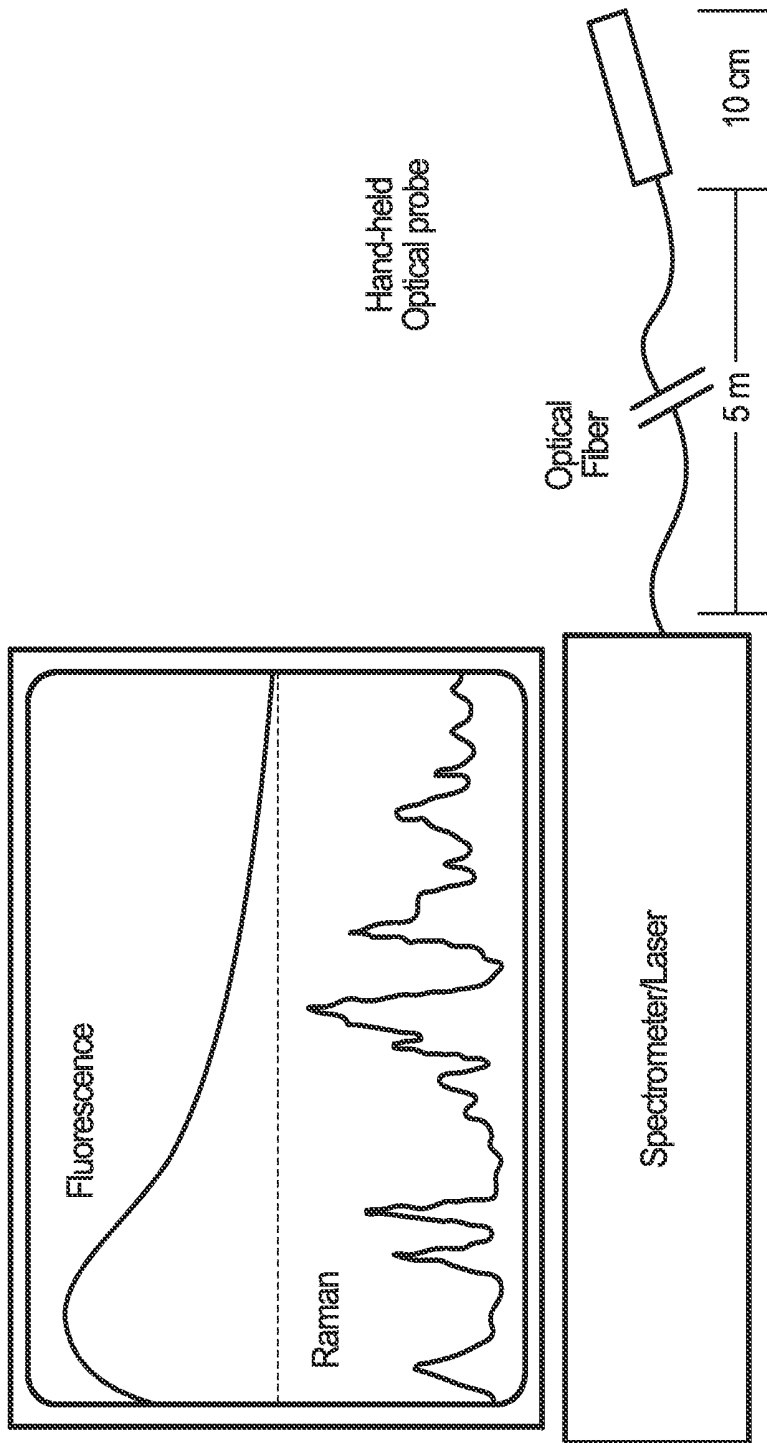 Fluorescence
Raman
Spectrometer/Laser
Optical
Fiber
Hand-held
Optical probe
5 m
10 cm